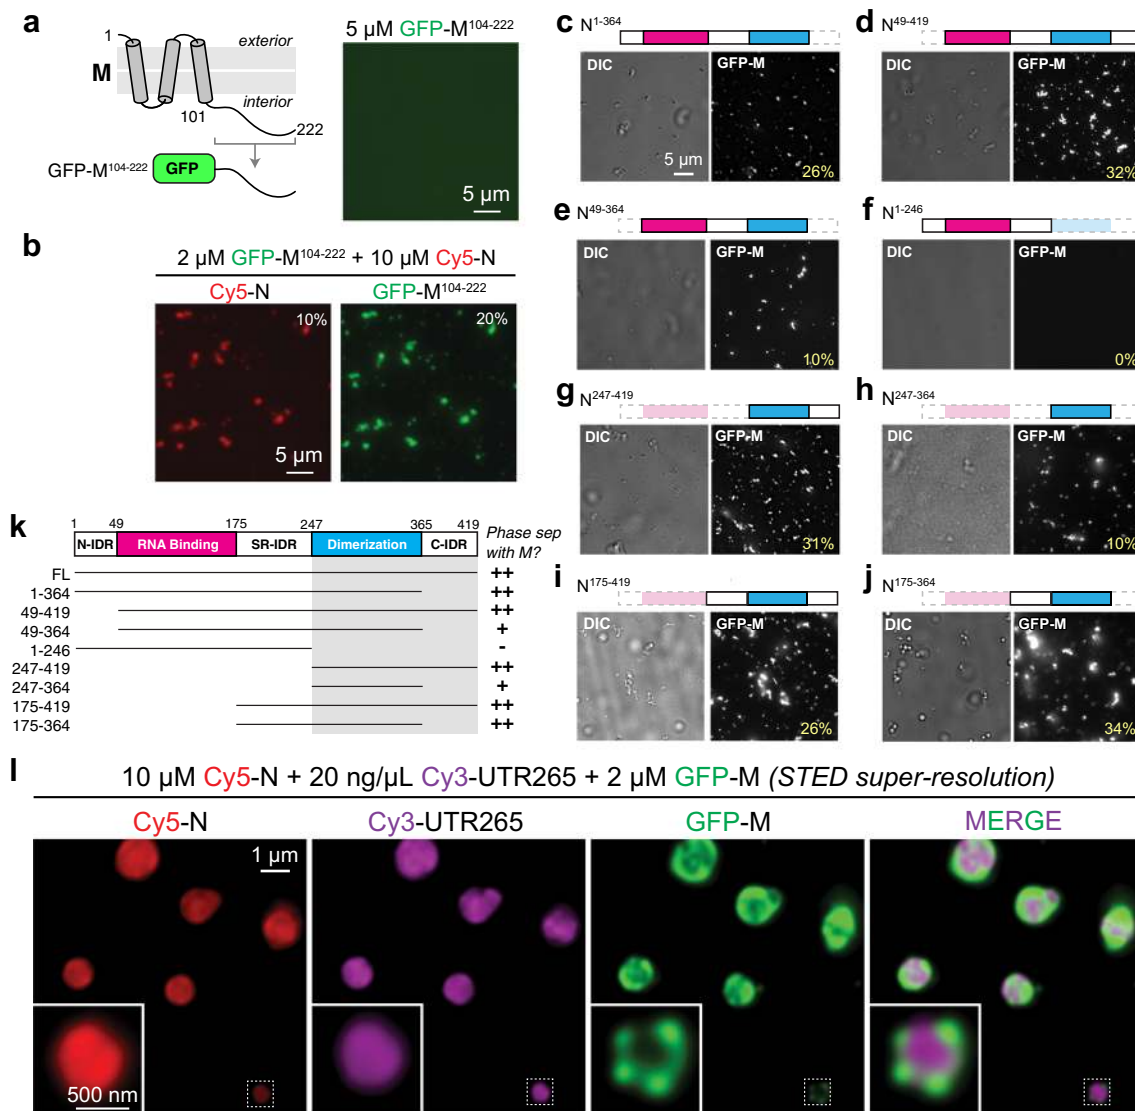 a
1
exterior
M
interior
101
222
GFP-M104-222
GFP
5 µM GFP-M104-222
5 µm
b
2 µM GFP-M104-222 + 10 µM Cy5-N
Cy5-N
GFP-M104-222
10%
20%
5 µm
c
N1-364
DIC
GFP-M
5 µm
26%
d
N49-419
DIC
GFP-M
32%
e
N49-364
DIC
GFP-M
10%
f
N1-246
DIC
GFP-M
0%
g
N247-419
DIC
GFP-M
31%
h
N247-364
DIC
GFP-M
10%
i
N175-419
DIC
GFP-M
26%
j
N175-364
DIC
GFP-M
34%
k
1 49 175 247 365 419
N-IDR RNA Binding SR-IDR Dimerization C-IDR
Phase sep
with M?
FL ++
1-364 ++
49-419 ++
49-364 +
1-246 -
247-419 ++
247-364 +
175-419 ++
175-364 ++
l
10 µM Cy5-N + 20 ng/µL Cy3-UTR265 + 2 µM GFP-M (STED super-resolution)
Cy5-N
Cy3-UTR265
GFP-M
MERGE
1 µm
500 nm